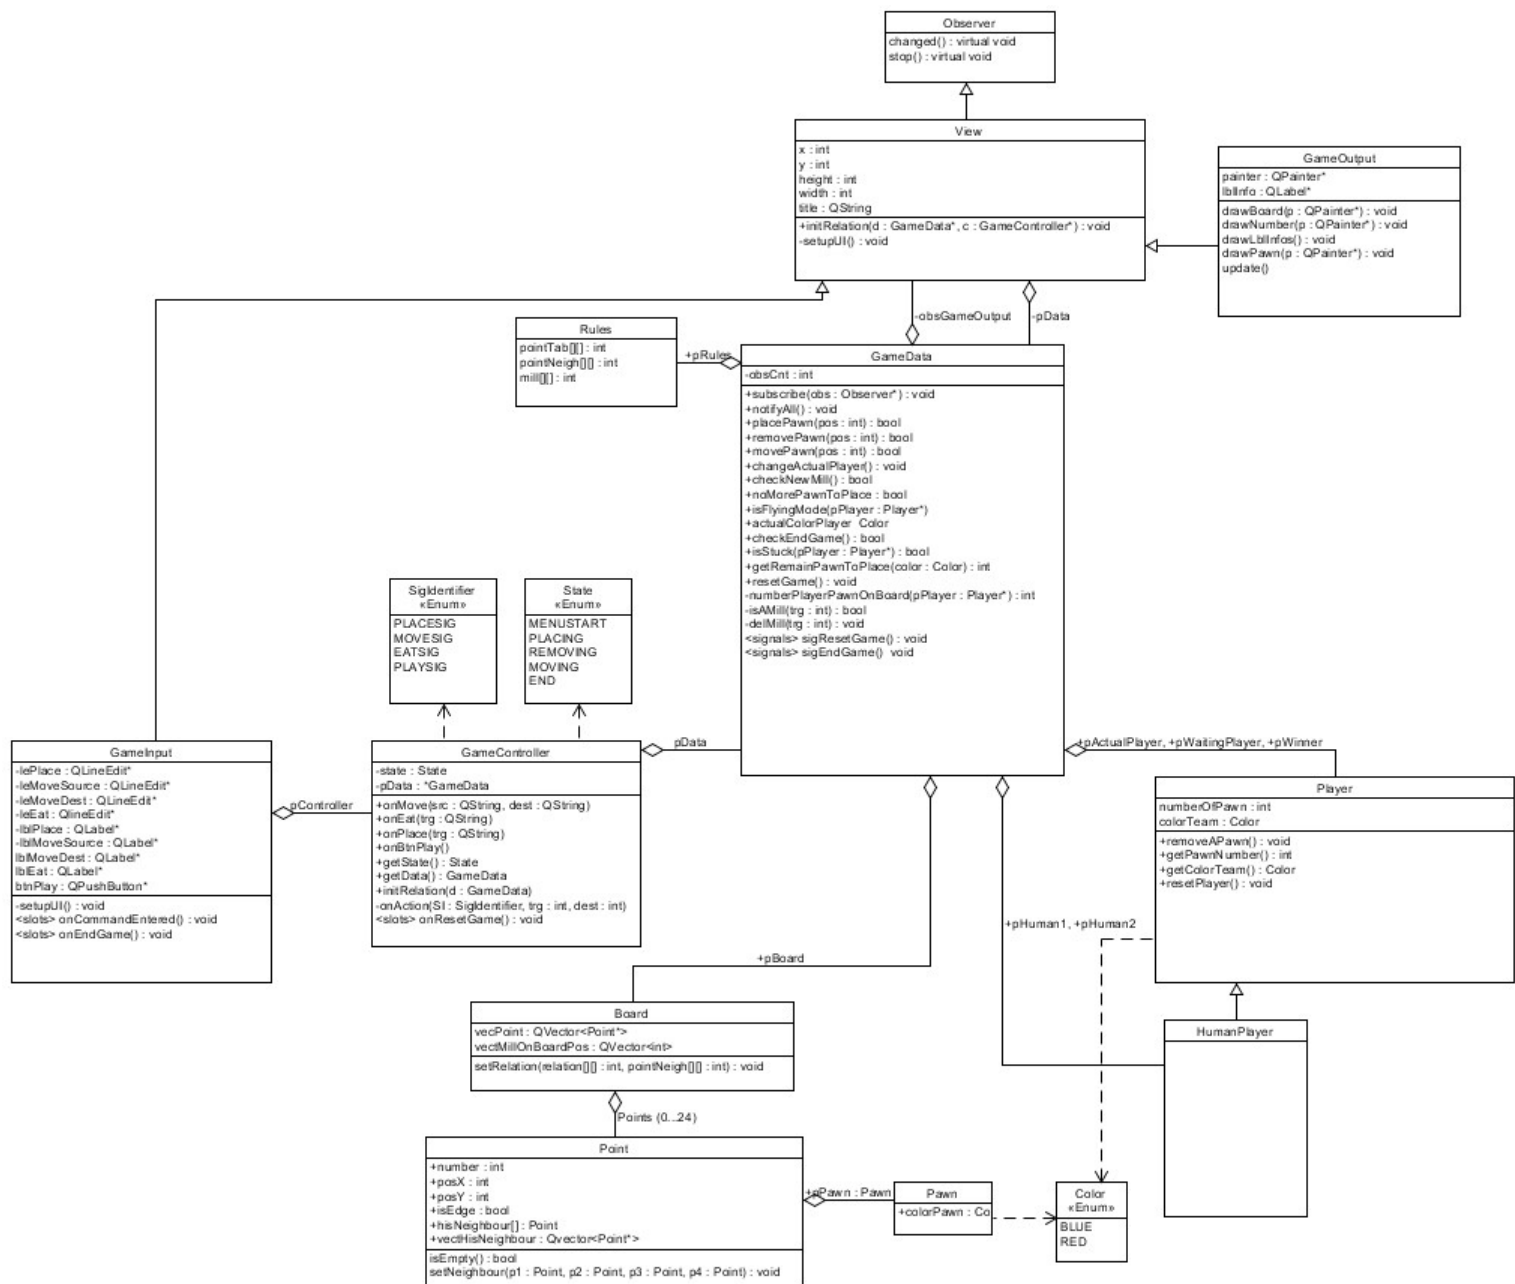 Observer
changed() : virtual void
stop() : virtual void
View
x : int
y : int
height : int
width : int
title : QString
+initRelation(d : GameData*, c : GameController*) : void
-setupUI() : void
GameOutput
painter : QPainter*
lblInfo : QLabel*
drawBoard(p : QPainter*) : void
drawNumber(p : QPainter*) : void
drawLblInfos() : void
drawPawn(p : QPainter*) : void
update()
-obsGameOutput
-pData
Rules
pointTab[][] : int
pointNeigh[][] : int
mill[][] : int
+pRules
GameData
-obsCnt : int
+subscribe(obs : Observer*) : void
+notifyAll() : void
+placePawn(pos : int) : bool
+removePawn(pos : int) : bool
+movePawn(pos : int) : bool
+changeActualPlayer() : void
+checkNewMill() : bool
+noMorePawnToPlace : bool
+isFlyingMode(pPlayer : Player*)
+actualColorPlayer Color
+checkEndGame() : bool
+isStuck(pPlayer : Player*) : bool
+getRemainPawnToPlace(color : Color) : int
+resetGame() : void
-numberPlayerPawnOnBoard(pPlayer : Player*) : int
-isAMill(trg : int) : bool
-delMill(trg : int) : void
<signals> sigResetGame() : void
<signals> sigEndGame() void
SigIdentifier
«Enum»
PLACESIG
MOVESIG
EATSIG
PLAYSIG
State
«Enum»
MENUSTART
PLACING
REMOVING
MOVING
END
GameInput
-lePlace : QLineEdit*
-leMoveSource : QLineEdit*
-leMoveDest : QLineEdit*
-leEat : QlineEdit*
-lblPlace : QLabel*
-lblMoveSource : QLabel*
lblMoveDest : QLabel*
lblEat : QLabel*
btnPlay : QPushButton*
-setupUI() : void
<slots> onCommandEntered() : void
<slots> onEndGame() : void
pController
GameController
-state : State
-pData : *GameData
+onMove(src : QString, dest : QString)
+onEat(trg : QString)
+onPlace(trg : QString)
+onBtnPlay()
+getState() : State
+getData() : GameData
+initRelation(d : GameData)
-onAction(SI : SigIdentifier, trg : int, dest : int)
<slots> onResetGame() : void
pData
+pActualPlayer, +pWaitingPlayer, +pWinner
Player
numberOfPawn : int
colorTeam : Color
+removeAPawn() : void
+getPawnNumber() : int
+getColorTeam() : Color
+resetPlayer() : void
+pHuman1, +pHuman2
+pBoard
HumanPlayer
Board
vecPoint : QVector<Point*>
vectMillOnBoardPos : QVector<int>
setRelation(relation[][] : int, pointNeigh[][] : int) : void
Points (0...24)
Point
+number : int
+posX : int
+posY : int
+isEdge : bool
+hisNeighbour[] : Point
+vectHisNeighbour : Qvector<Point*>
isEmpty() : bool
setNeighbour(p1 : Point, p2 : Point, p3 : Point, p4 : Point) : void
+pPawn : Pawn
Pawn
+colorPawn : Co
Color
«Enum»
BLUE
RED